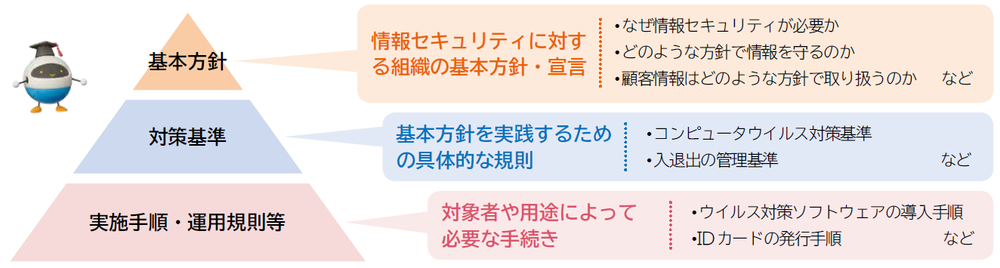 基本方針
情報セキュリティに対す
る組織の基本方針・宣言
•なぜ情報セキュリティが必要か
•どのような方針で情報を守るのか
•顧客情報はどのような方針で取り扱うのか など
対策基準
基本方針を実践するため
の具体的な規則
•コンピュータウイルス対策基準
•入退出の管理基準 など
実施手順・運用規則等
対象者や用途によって
必要な手続き
•ウイルス対策ソフトウェアの導入手順
•IDカードの発行手順 など